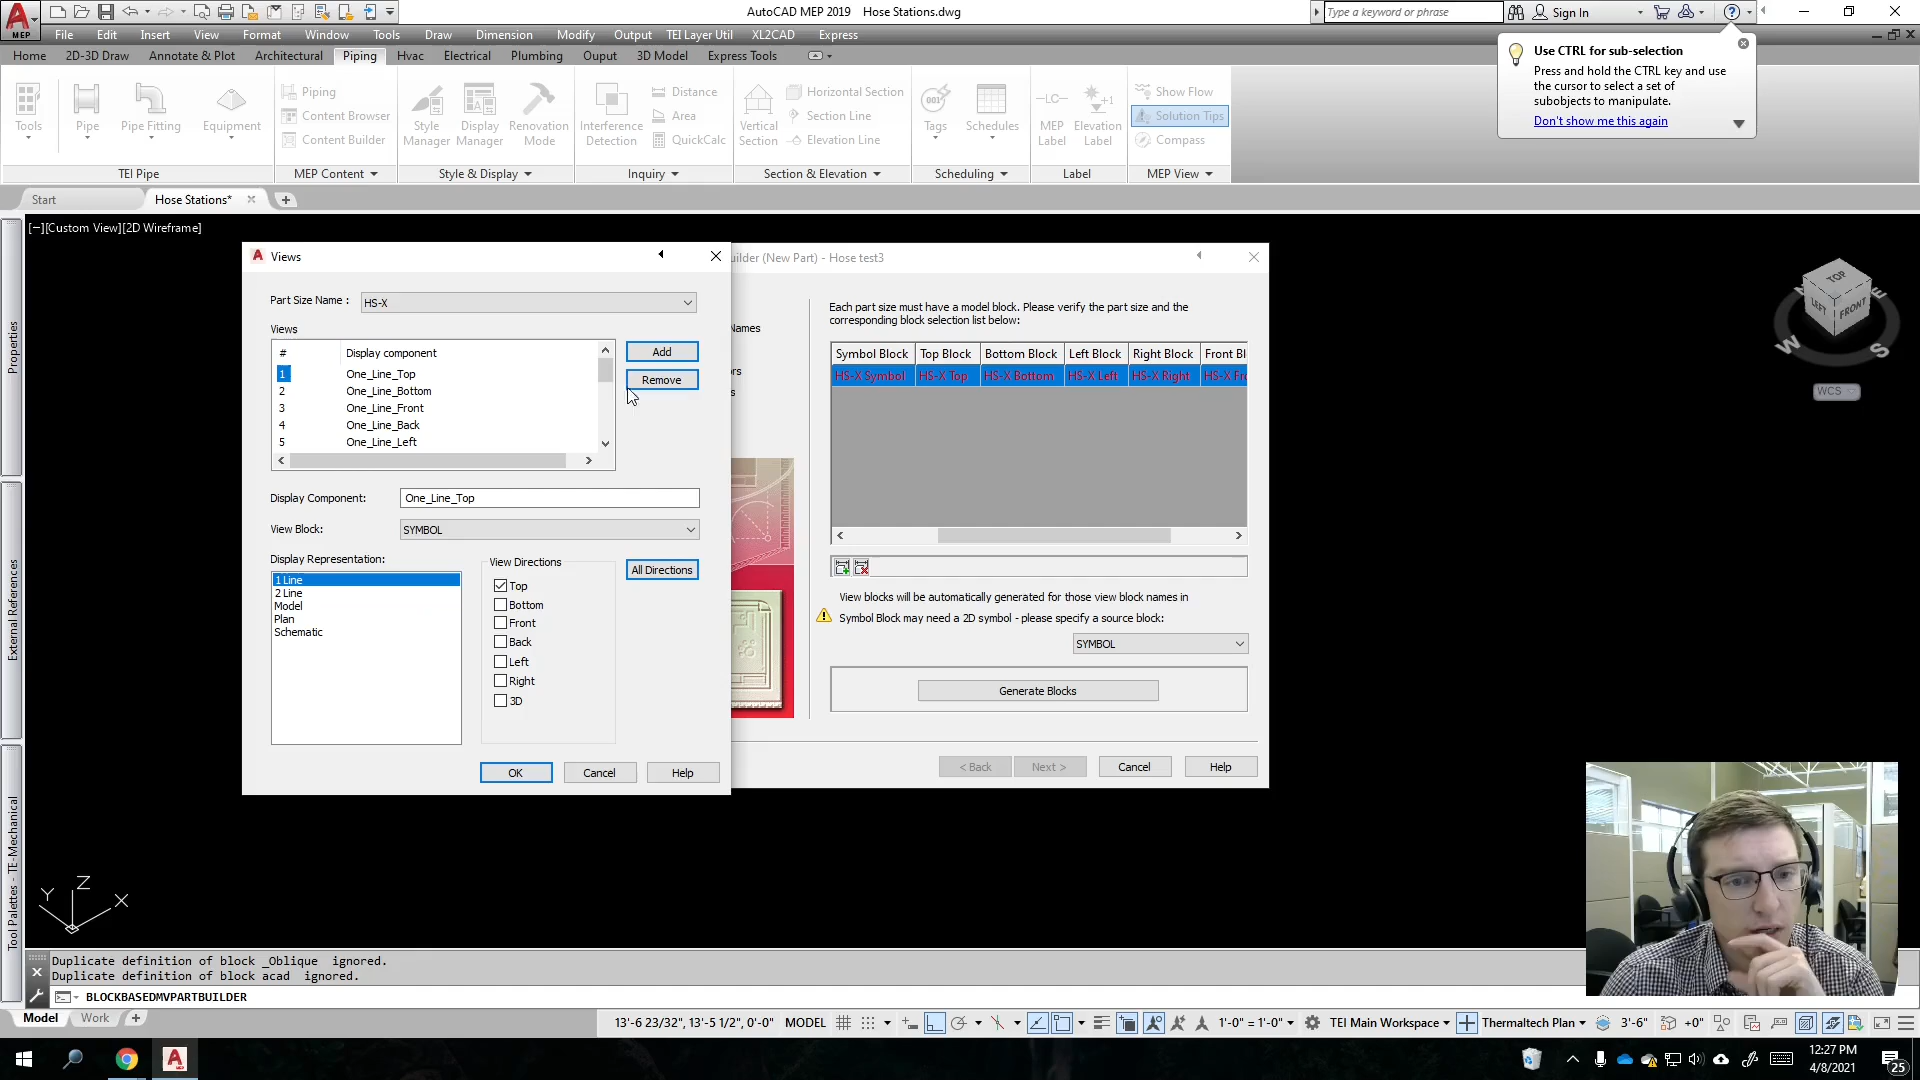 AutoCAD MEP 2019 Hose Stations.dwg
Type a keyword or phrase
Sign In
MEP
File Edit Insert View Format Window Tools Draw Dimension Modify Output TEI Layer Util XL2CAD Express
Home 2D-3D Draw Annotate & Plot Architectural Piping Hvac Electrical Plumbing Ouput 3D Model Express Tools
Use CTRL for sub-selection
Press and hold the CTRL key and use
the cursor to select a set of
subobjects to manipulate.
Don't show me this again
Tools
Pipe
Pipe Fitting
Equipment
Piping
Content Browser
Content Builder
Style
Manager
Display
Manager
Renovation
Mode
Interference
Detection
Distance
Area
QuickCalc
Vertical
Section
Horizontal Section
Section Line
Elevation Line
Tags
Schedules
MEP
Label
Elevation
Label
Show Flow
Solution Tips
Compass
TEI Pipe
MEP Content
Style & Display
Inquiry
Section & Elevation
Scheduling
Label
MEP View
Start
Hose Stations*
[−][Custom View][2D Wireframe]
Properties
External References
Tool Palettes - TE-Mechanical
Views
Part Size Name :
HS-X
Views
# Display component
1 One_Line_Top
2 One_Line_Bottom
3 One_Line_Front
4 One_Line_Back
5 One_Line_Left
Add
Remove
Display Component: One_Line_Top
View Block: SYMBOL
Display Representation:
1 Line
2 Line
Model
Plan
Schematic
View Directions
Top
Bottom
Front
Back
Left
Right
3D
All Directions
OK Cancel Help
uilder (New Part) - Hose test3
Names
ors
s
Each part size must have a model block. Please verify the part size and the
corresponding block selection list below:
Symbol Block Top Block Bottom Block Left Block Right Block Front Bl
HS-X Symbol HS-X Top HS-X Bottom HS-X Left HS-X Right HS-X Fro
View blocks will be automatically generated for those view block names in
Symbol Block may need a 2D symbol - please specify a source block:
SYMBOL
Generate Blocks
< Back Next > Cancel Help
TOP
LEFT
FRONT
W
S
WCS
Z
Y
X
Duplicate definition of block _Oblique ignored.
Duplicate definition of block acad ignored.
BLOCKBASEDMVPARTBUILDER
Model Work
13'-6 23/32", 13'-5 1/2", 0'-0" MODEL
1'-0" = 1'-0"
TEI Main Workspace
Thermaltech Plan
3'-6"
+0"
12:27 PM
4/8/2021
25